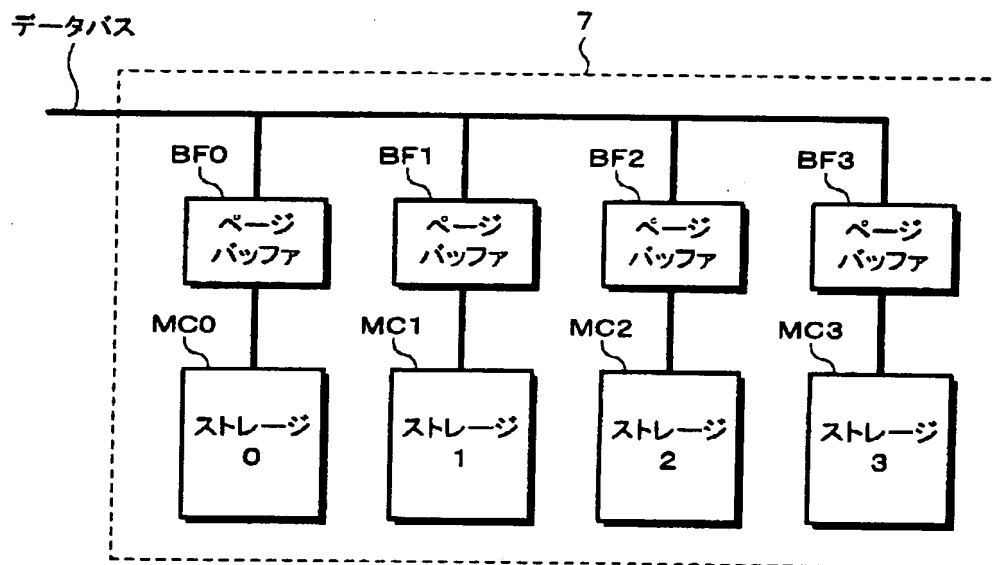 データバス
7
BF0
BF1
BF2
BF3
ページ
バッファ
ページ
バッファ
ページ
バッファ
ページ
バッファ
MC0
MC1
MC2
MC3
ストレージ
0
ストレージ
1
ストレージ
2
ストレージ
3